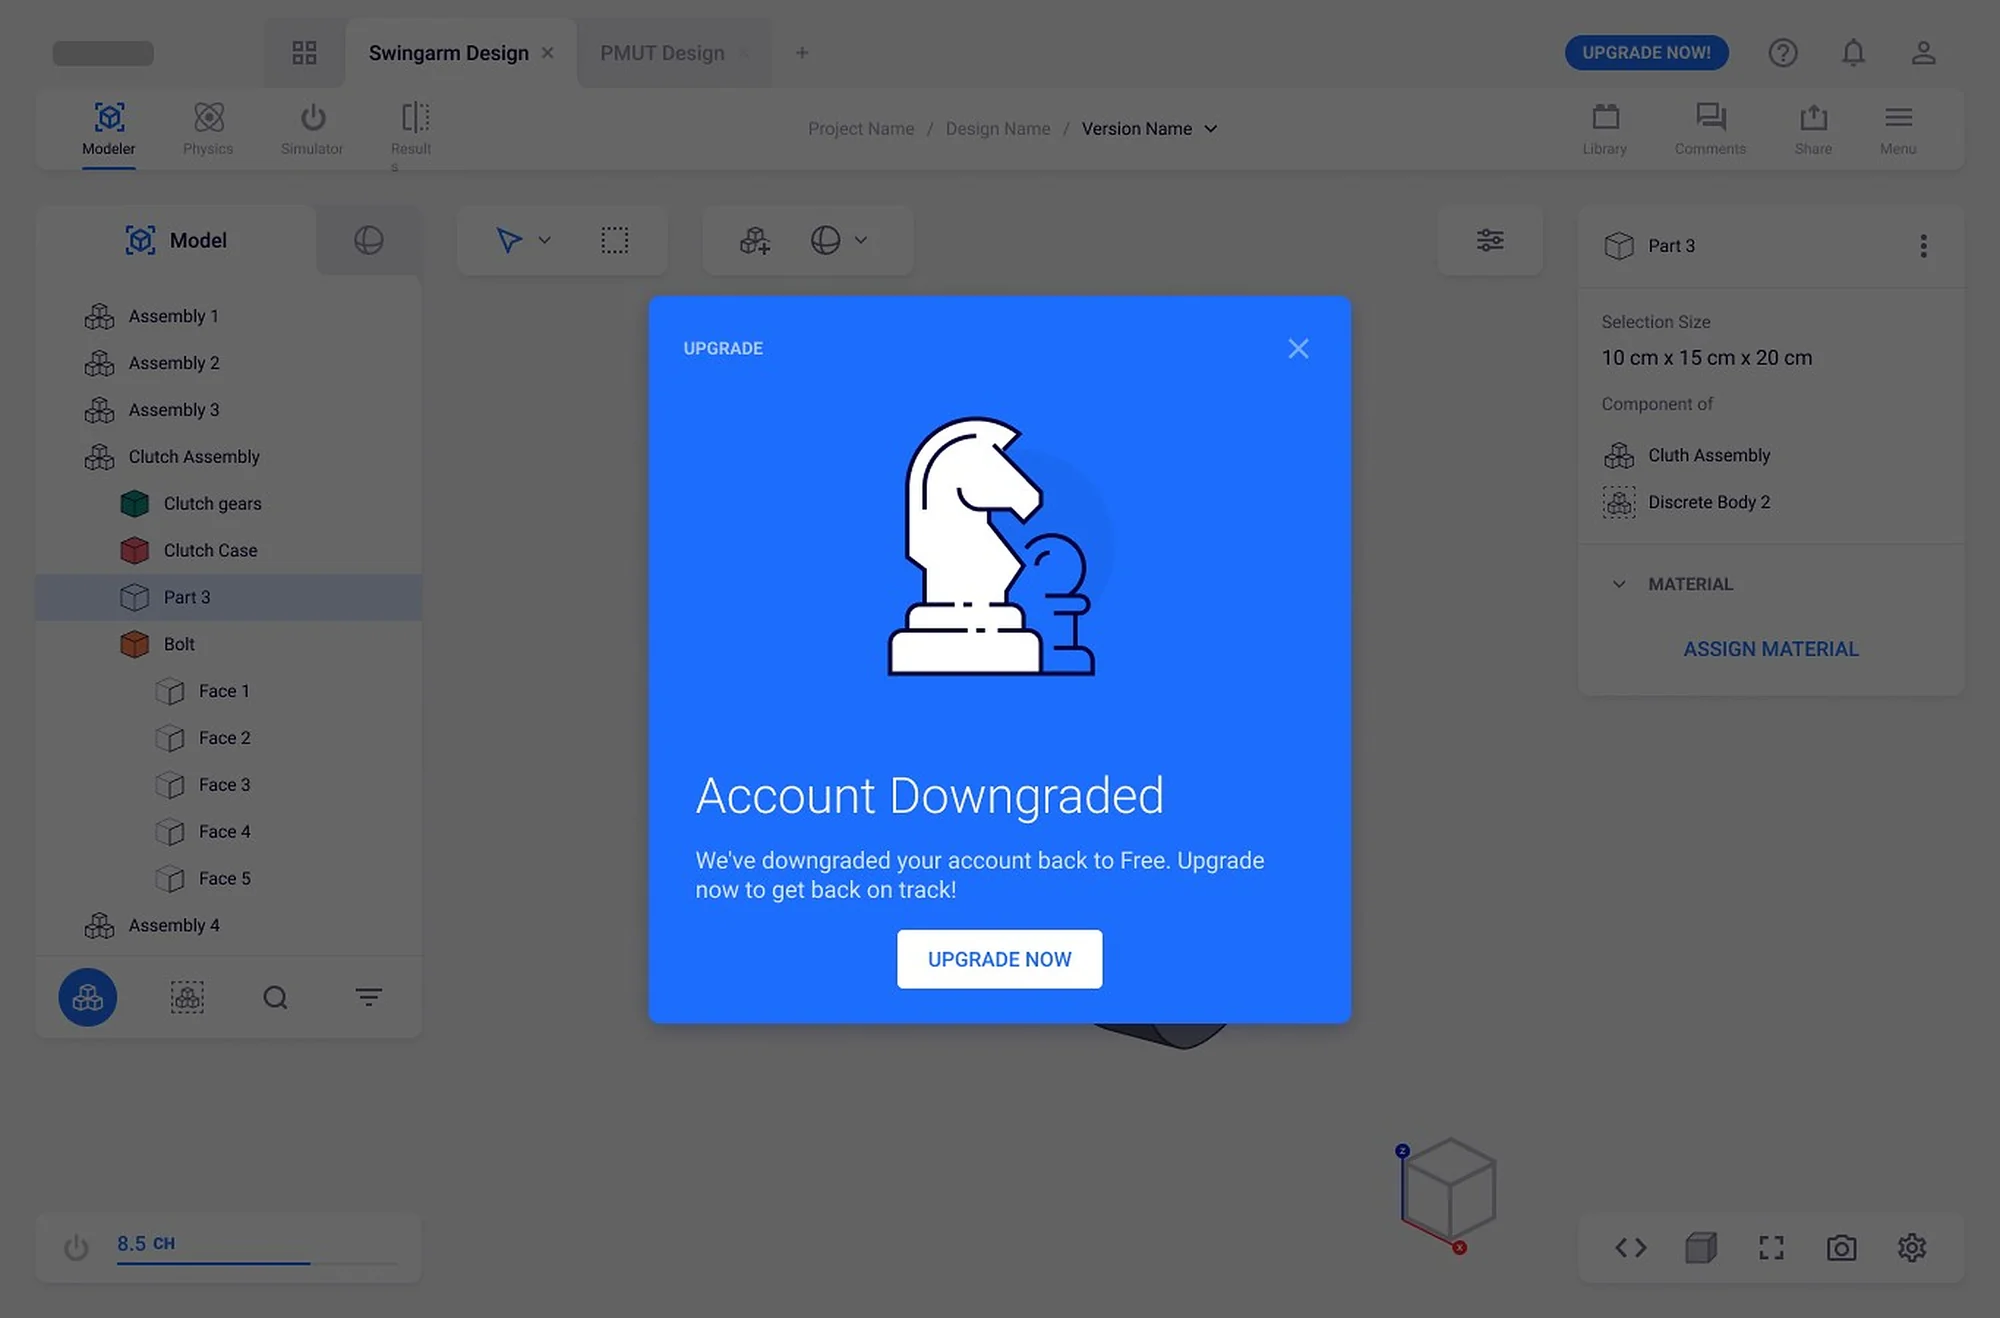 Swingarm Design
PMUT Design
UPGRADE NOW!
Modeler
Physics
Simulator
Result
s
Project Name / Design Name / Version Name
Library
Comments
Share
Menu
Model
Assembly 1
Assembly 2
Assembly 3
Clutch Assembly
Clutch gears
Clutch Case
Part 3
Bolt
Face 1
Face 2
Face 3
Face 4
Face 5
Assembly 4
8.5 CH
UPGRADE
Account Downgraded
We've downgraded your account back to Free. Upgrade
now to get back on track!
UPGRADE NOW
Part 3
Selection Size
10 cm x 15 cm x 20 cm
Component of
Cluth Assembly
Discrete Body 2
MATERIAL
ASSIGN MATERIAL
Z
X